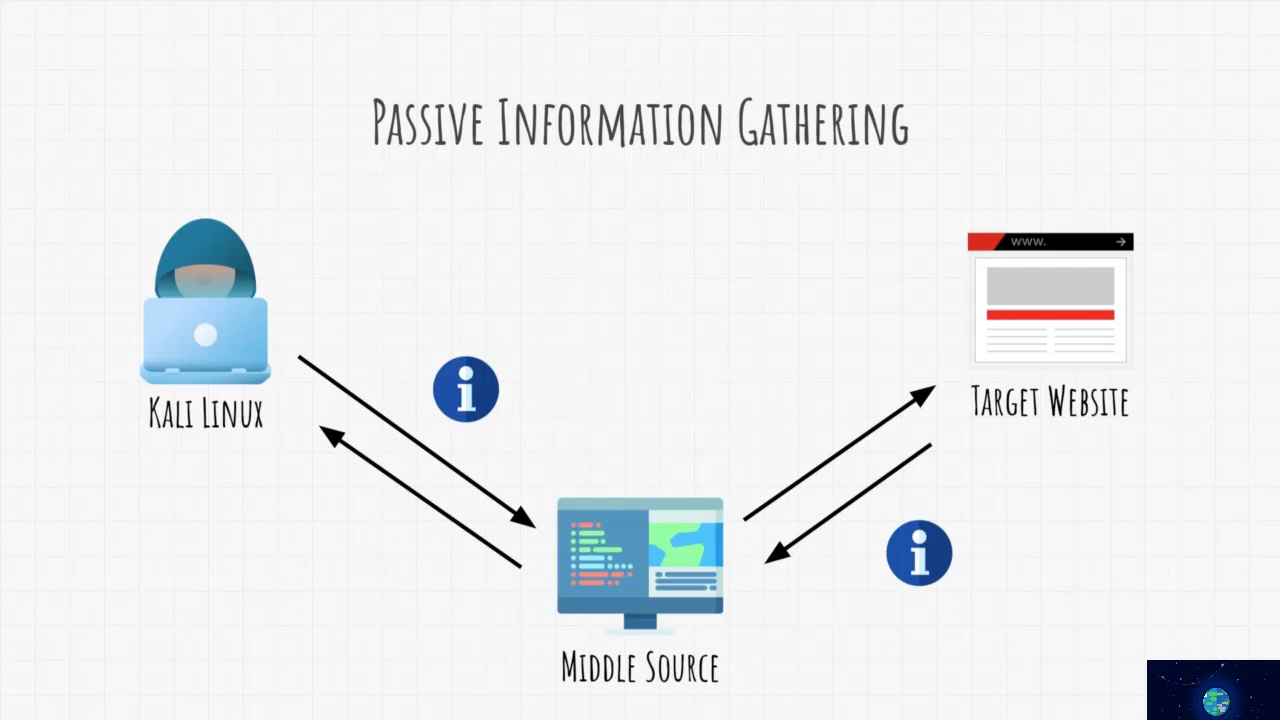 Passive Information Gathering
www.
Kali Linux
Target Website
Middle Source